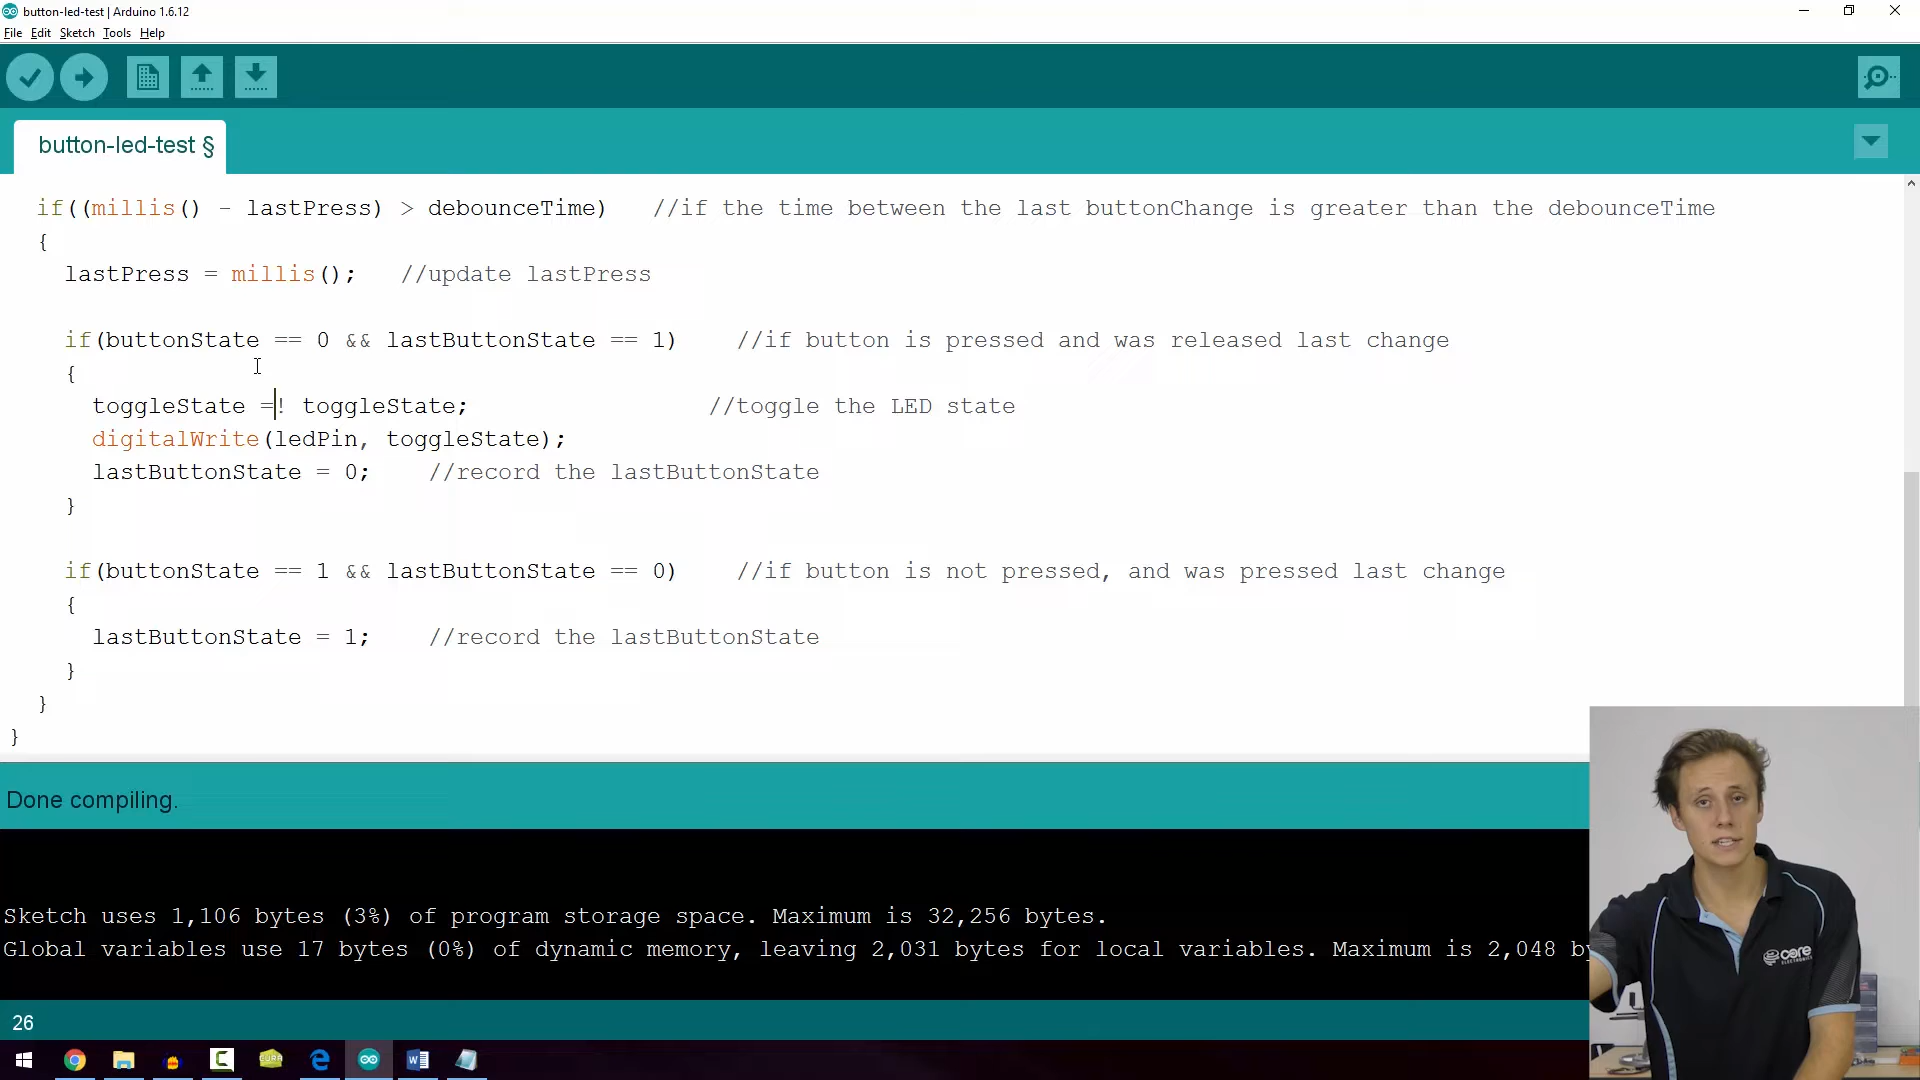 button-led-test | Arduino 1.6.12
File Edit Sketch Tools Help
button-led-test §
if((millis() - lastPress) > debounceTime) //if the time between the last buttonChange is greater than the debounceTime
{
lastPress = millis(); //update lastPress
if(buttonState == 0 && lastButtonState == 1) //if button is pressed and was released last change
{
toggleState =! toggleState; //toggle the LED state
digitalWrite(ledPin, toggleState);
lastButtonState = 0; //record the lastButtonState
}
if(buttonState == 1 && lastButtonState == 0) //if button is not pressed, and was pressed last change
{
lastButtonState = 1; //record the lastButtonState
}
}
}
Done compiling.
Sketch uses 1,106 bytes (3%) of program storage space. Maximum is 32,256 bytes.
Global variables use 17 bytes (0%) of dynamic memory, leaving 2,031 bytes for local variables. Maximum is 2,048
core
ELECTRONICS
26
CURA